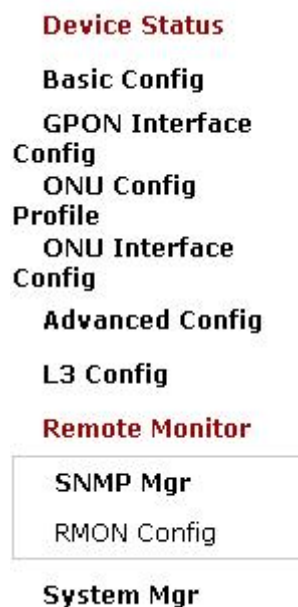 Device Status
Basic Config
GPON Interface
Config
ONU Config
Profile
ONU Interface
Config
Advanced Config
L3 Config
Remote Monitor
SNMP Mgr
RMON Config
System Mgr